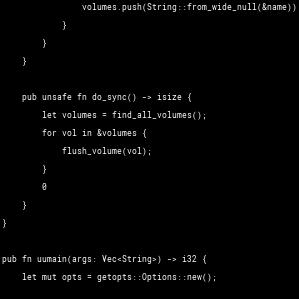 volumes.push(String::from_wide_null(&name))
}
}
}
pub unsafe fn do_sync() -> isize {
let volumes = find_all_volumes();
for vol in &volumes {
flush_volume(vol);
}
0
}
}
pub fn uumain(args: Vec<String>) -> i32 {
let mut opts = getopts::Options::new();